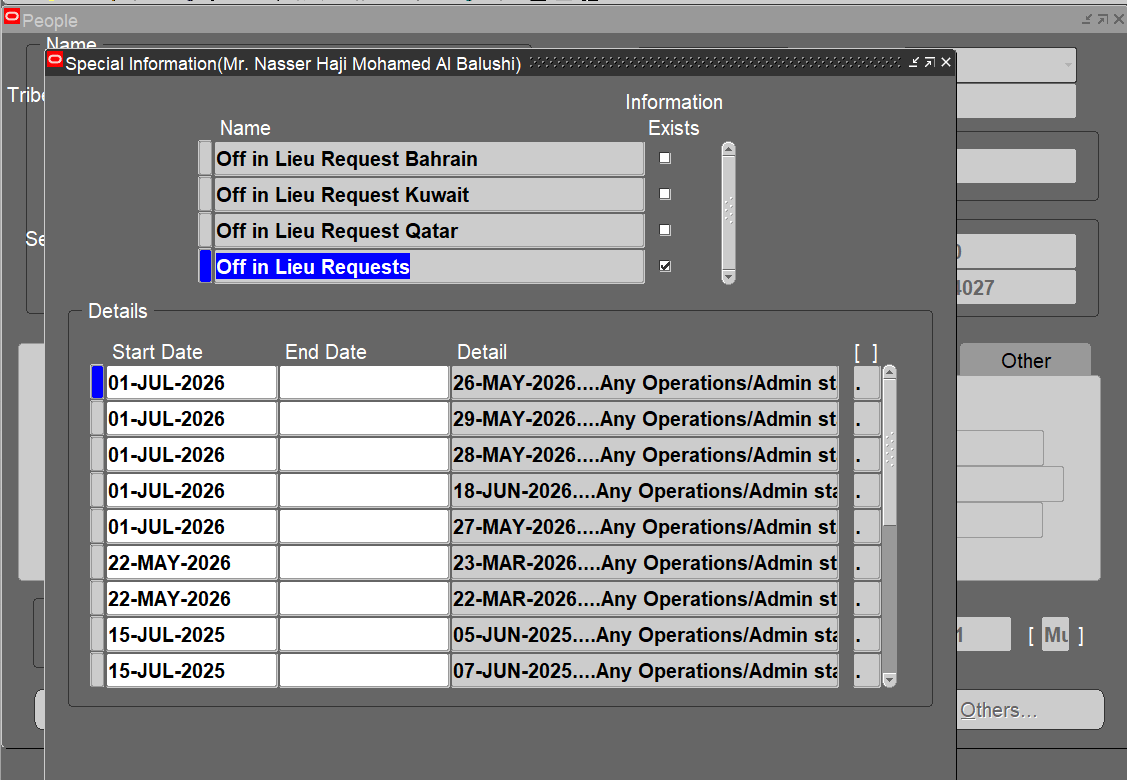 People
Name
Special Information(Mr. Nasser Haji Mohamed Al Balushi)
Tribe
Information
Name
Exists
Off in Lieu Request Bahrain
Off in Lieu Request Kuwait
Off in Lieu Request Qatar
Off in Lieu Requests
4027
Details
Start Date End Date Detail [ ]
Other
01-JUL-2026 26-MAY-2026....Any Operations/Admin st .
01-JUL-2026 29-MAY-2026....Any Operations/Admin st .
01-JUL-2026 28-MAY-2026....Any Operations/Admin st .
01-JUL-2026 18-JUN-2026....Any Operations/Admin sta .
01-JUL-2026 27-MAY-2026....Any Operations/Admin st .
22-MAY-2026 23-MAR-2026....Any Operations/Admin st .
22-MAY-2026 22-MAR-2026....Any Operations/Admin st .
15-JUL-2025 05-JUN-2025....Any Operations/Admin sta .
15-JUL-2025 07-JUN-2025....Any Operations/Admin sta .
[ Mu ]
Others...